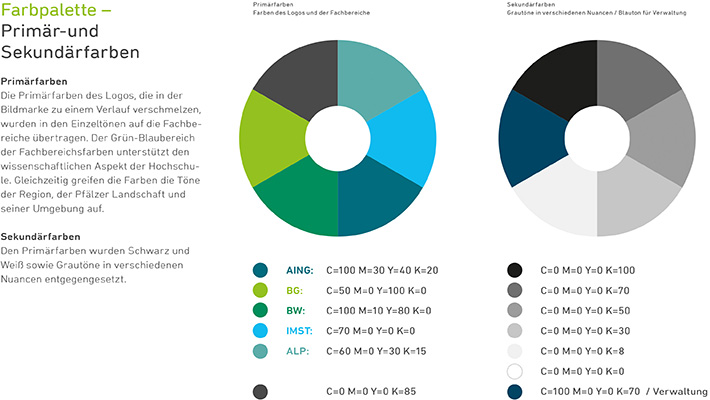 Farbpalette –
Primär-und
Sekundärfarben
Primärfarben
Die Primärfarben des Logos, die in der
Bildmarke zu einem Verlauf verschmelzen,
wurden in den Einzeltönen auf die Fachbe-
reiche übertragen. Der Grün-Blaubereich
der Fachbereichsfarben unterstützt den
wissenschaftlichen Aspekt der Hochschu-
le. Gleichzeitig greifen die Farben die Töne
der Region, der Pfälzer Landschaft und
seiner Umgebung auf.
Sekundärfarben
Den Primärfarben wurden Schwarz und
Weiß sowie Grautöne in verschiedenen
Nuancen entgegengesetzt.
Primärfarben
Farben des Logos und der Fachbereiche
AING: C=100 M=30 Y=40 K=20
BG: C=50 M=0 Y=100 K=0
BW: C=100 M=10 Y=80 K=0
IMST: C=70 M=0 Y=0 K=0
ALP: C=60 M=0 Y=30 K=15
C=0 M=0 Y=0 K=85
Sekundärfarben
Grautöne in verschiedenen Nuancen / Blauton für Verwaltung
C=0 M=0 Y=0 K=100
C=0 M=0 Y=0 K=70
C=0 M=0 Y=0 K=50
C=0 M=0 Y=0 K=30
C=0 M=0 Y=0 K=8
C=0 M=0 Y=0 K=0
C=100 M=0 Y=0 K=70 / Verwaltung